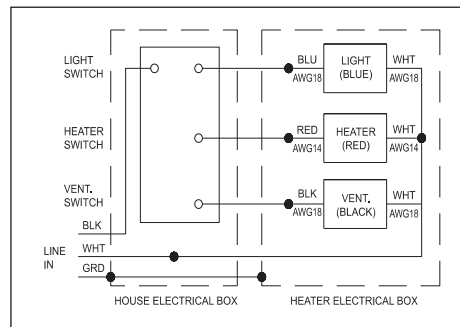 LIGHT
SWITCH
BLU
AWG18
LIGHT
(BLUE)
WHT
AWG18
HEATER
SWITCH
RED
AWG14
HEATER
(RED)
WHT
AWG14
VENT.
SWITCH
BLK
AWG18
VENT.
(BLACK)
WHT
AWG18
BLK
LINE
IN
WHT
GRD
HOUSE ELECTRICAL BOX
HEATER ELECTRICAL BOX